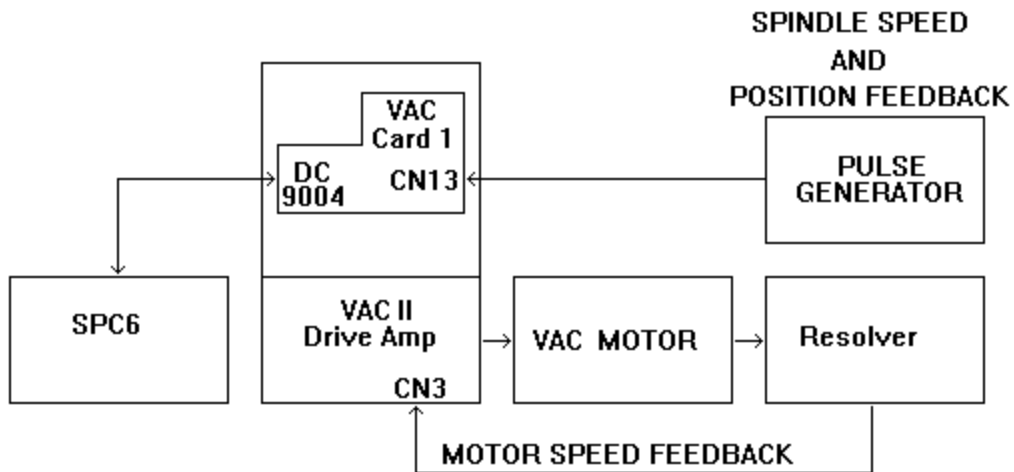 SPINDLE SPEED
AND
POSITION FEEDBACK
VAC
Card 1
DC
9004
CN13
PULSE
GENERATOR
SPC6
VAC II
Drive Amp
CN3
VAC MOTOR
Resolver
MOTOR SPEED FEEDBACK